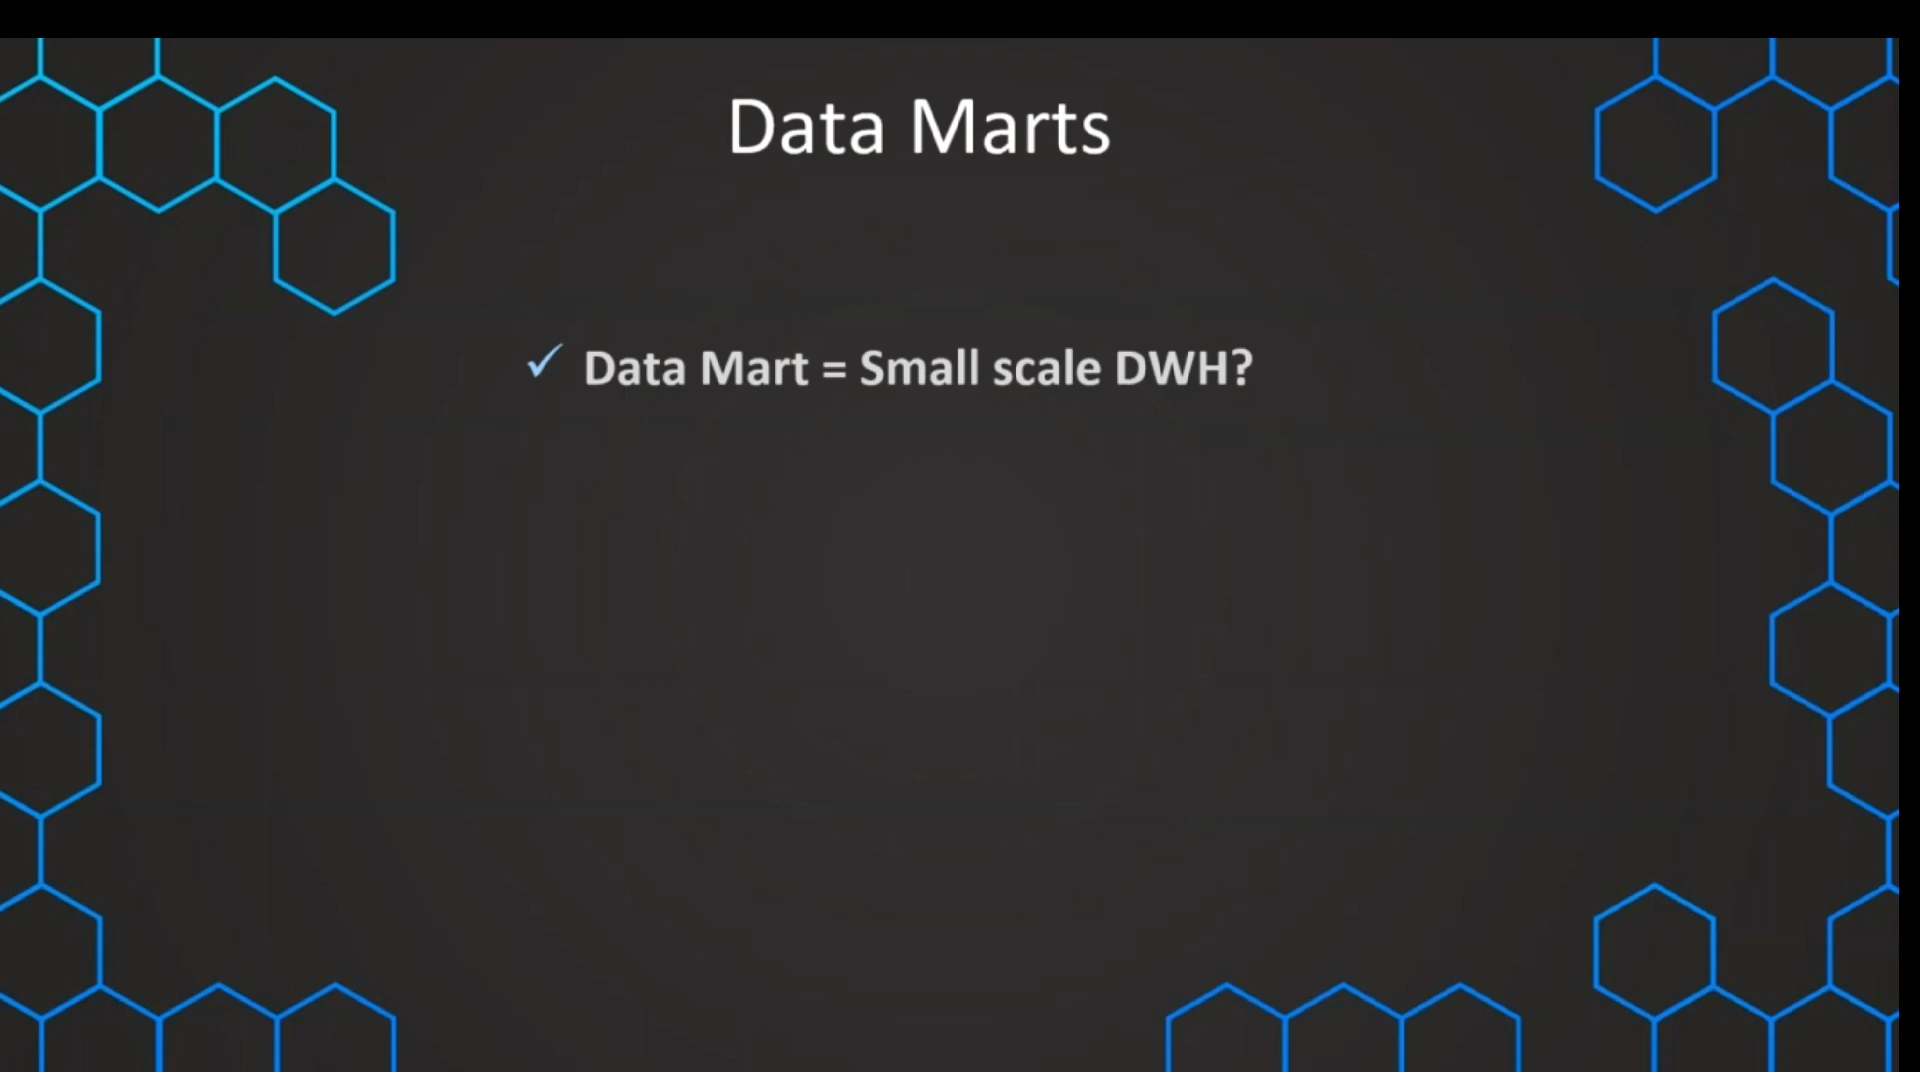 Data Marts
✓ Data Mart = Small scale DWH?